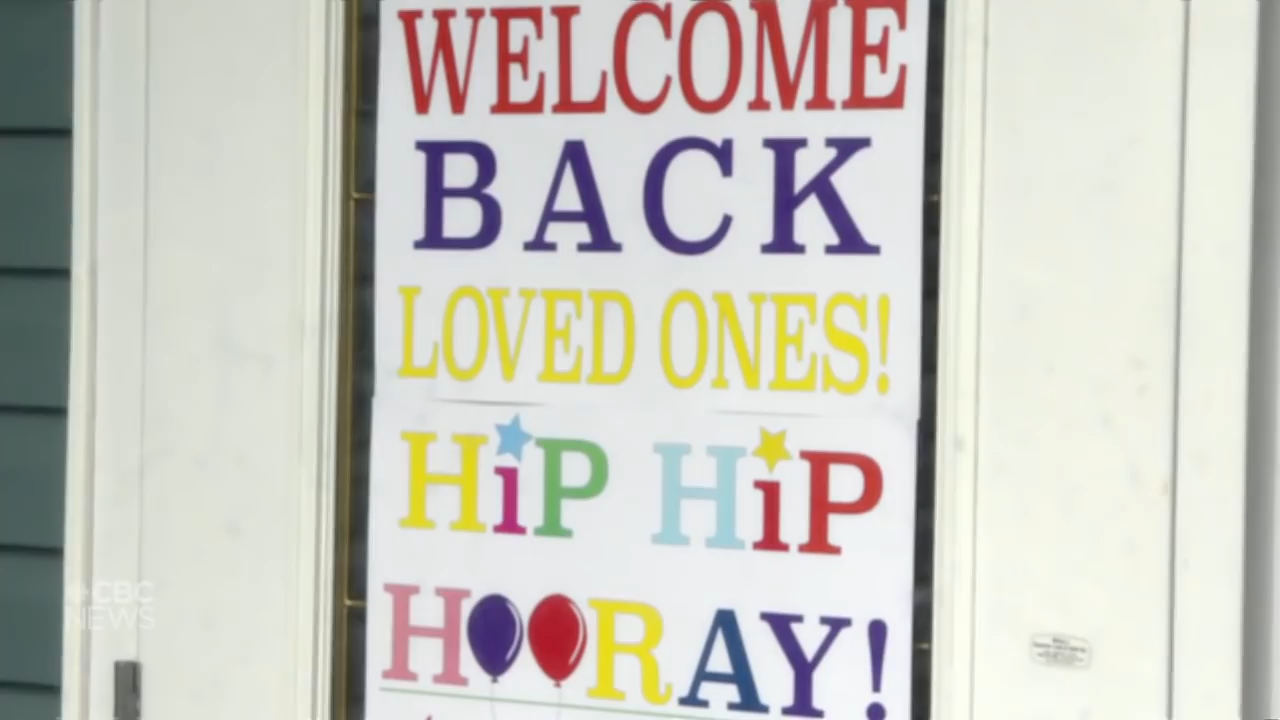 WELCOME
BACK
LOVED ONES!
HiP HiP
HOORAY!
CBC
NEWS